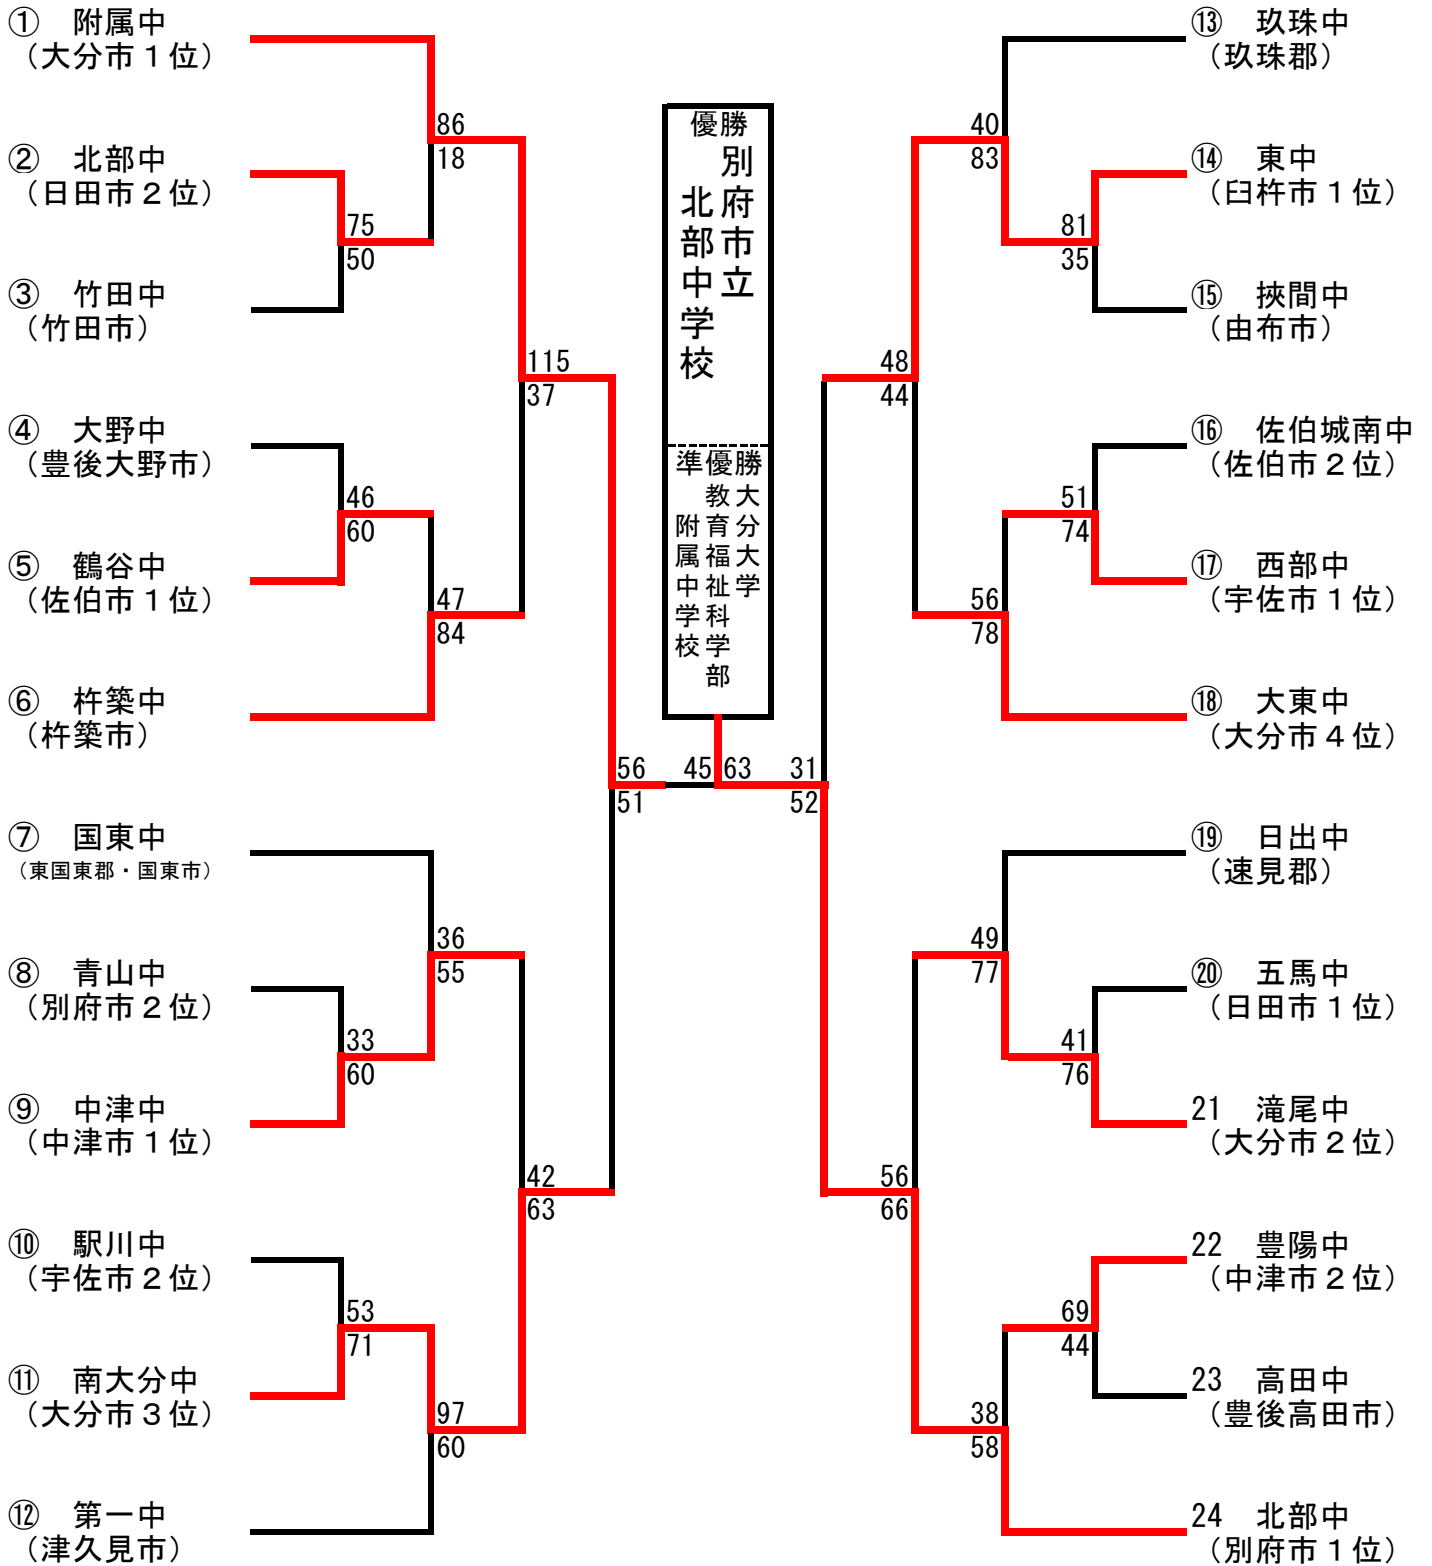 ① 附属中
（大分市１位）
② 北部中
（日田市２位）
③ 竹田中
（竹田市）
④ 大野中
（豊後大野市）
⑤ 鶴谷中
（佐伯市１位）
⑥ 杵築中
（杵築市）
⑦ 国東中
（東国東郡・国東市）
⑧ 青山中
（別府市２位）
⑨ 中津中
（中津市１位）
⑩ 駅川中
（宇佐市２位）
⑪ 南大分中
（大分市３位）
⑫ 第一中
（津久見市）
86
18
75
50
115
37
46
60
47
84
56
51
36
55
33
60
42
63
53
71
97
60
優勝
別府市立
北部中学校
準優勝
大分大学
教育福祉科学部
附属中学校
45
63
31
52
40
83
81
35
48
44
51
74
56
78
49
77
41
76
56
66
69
44
38
58
⑬ 玖珠中
（玖珠郡）
⑭ 東中
（臼杵市１位）
⑮ 挾間中
（由布市）
⑯ 佐伯城南中
（佐伯市２位）
⑰ 西部中
（宇佐市１位）
⑱ 大東中
（大分市４位）
⑲ 日出中
（速見郡）
⑳ 五馬中
（日田市１位）
21 滝尾中
（大分市２位）
22 豊陽中
（中津市２位）
23 高田中
（豊後高田市）
24 北部中
（別府市１位）